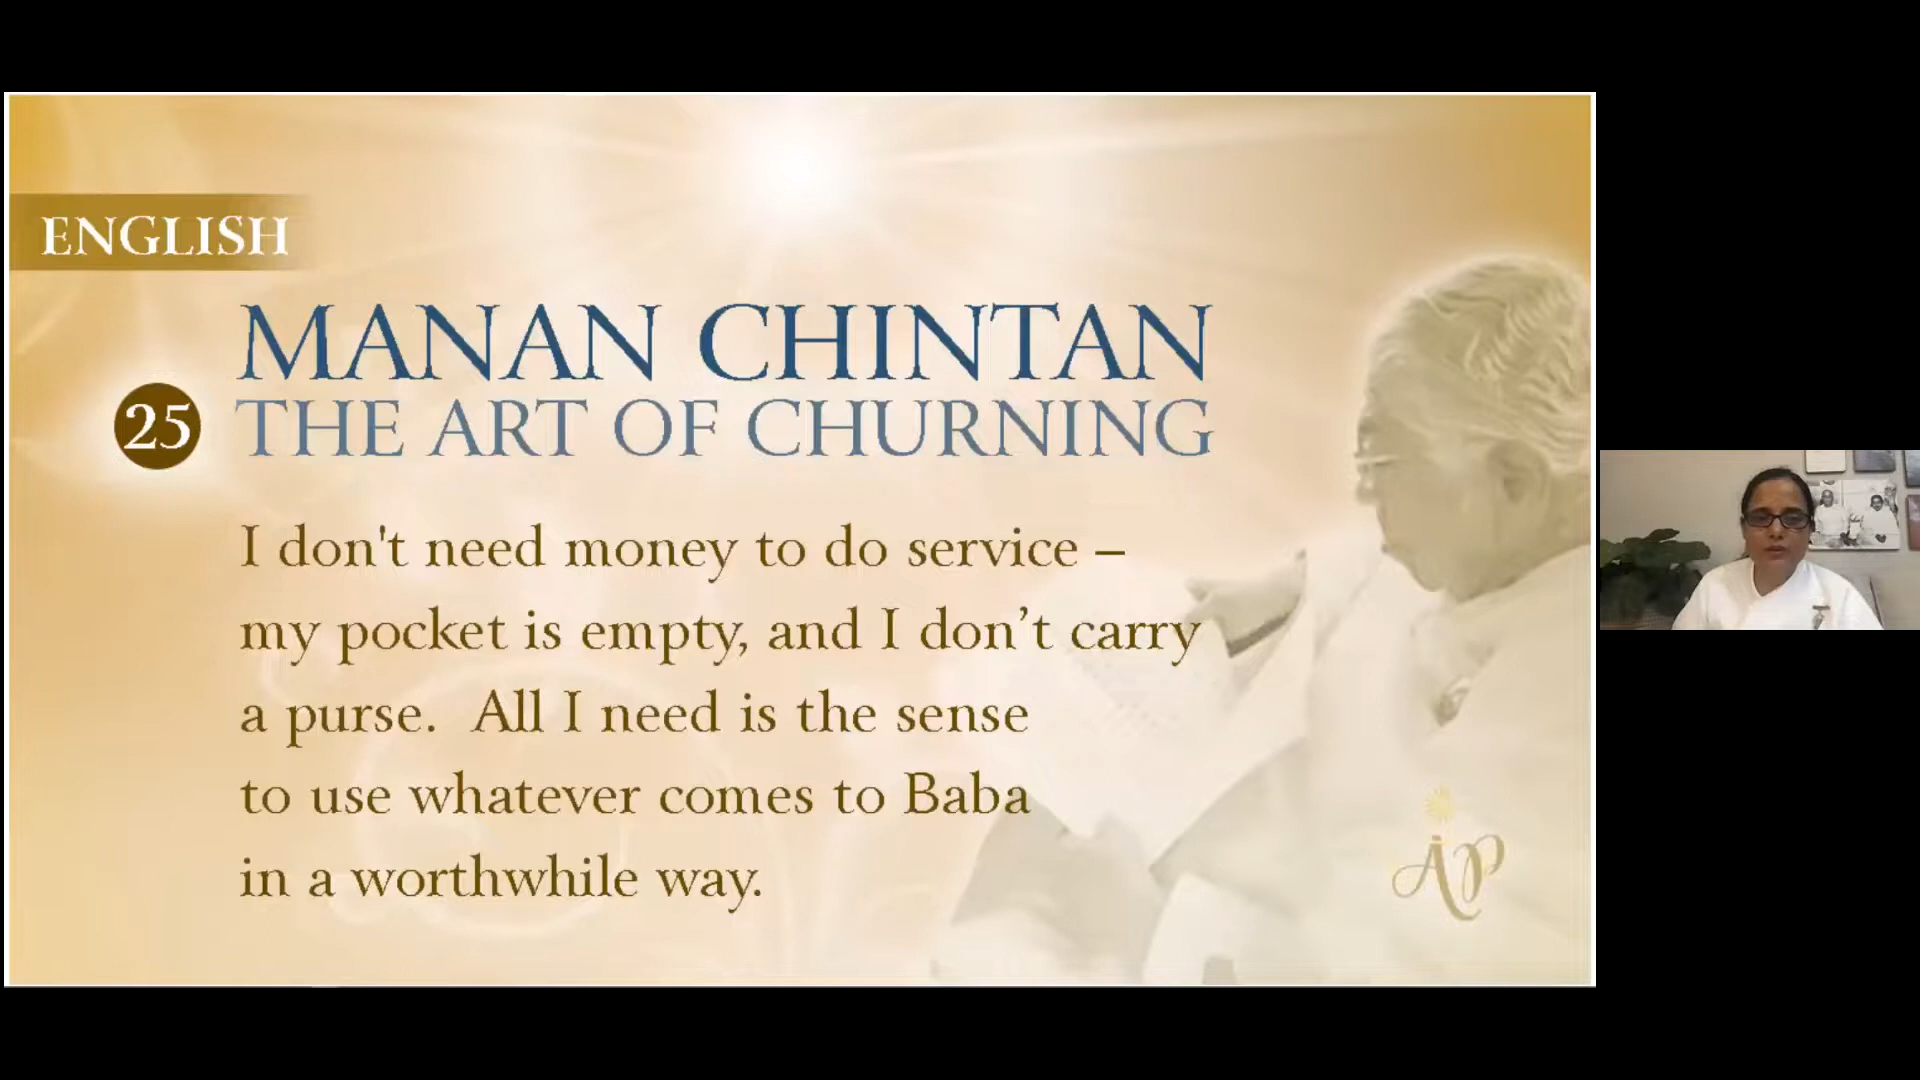 ENGLISH
MANAN CHINTAN
25 THE ART OF CHURNING
I don't need money to do service –
my pocket is empty, and I don’t carry
a purse.  All I need is the sense
to use whatever comes to Baba
in a worthwhile way.
AP